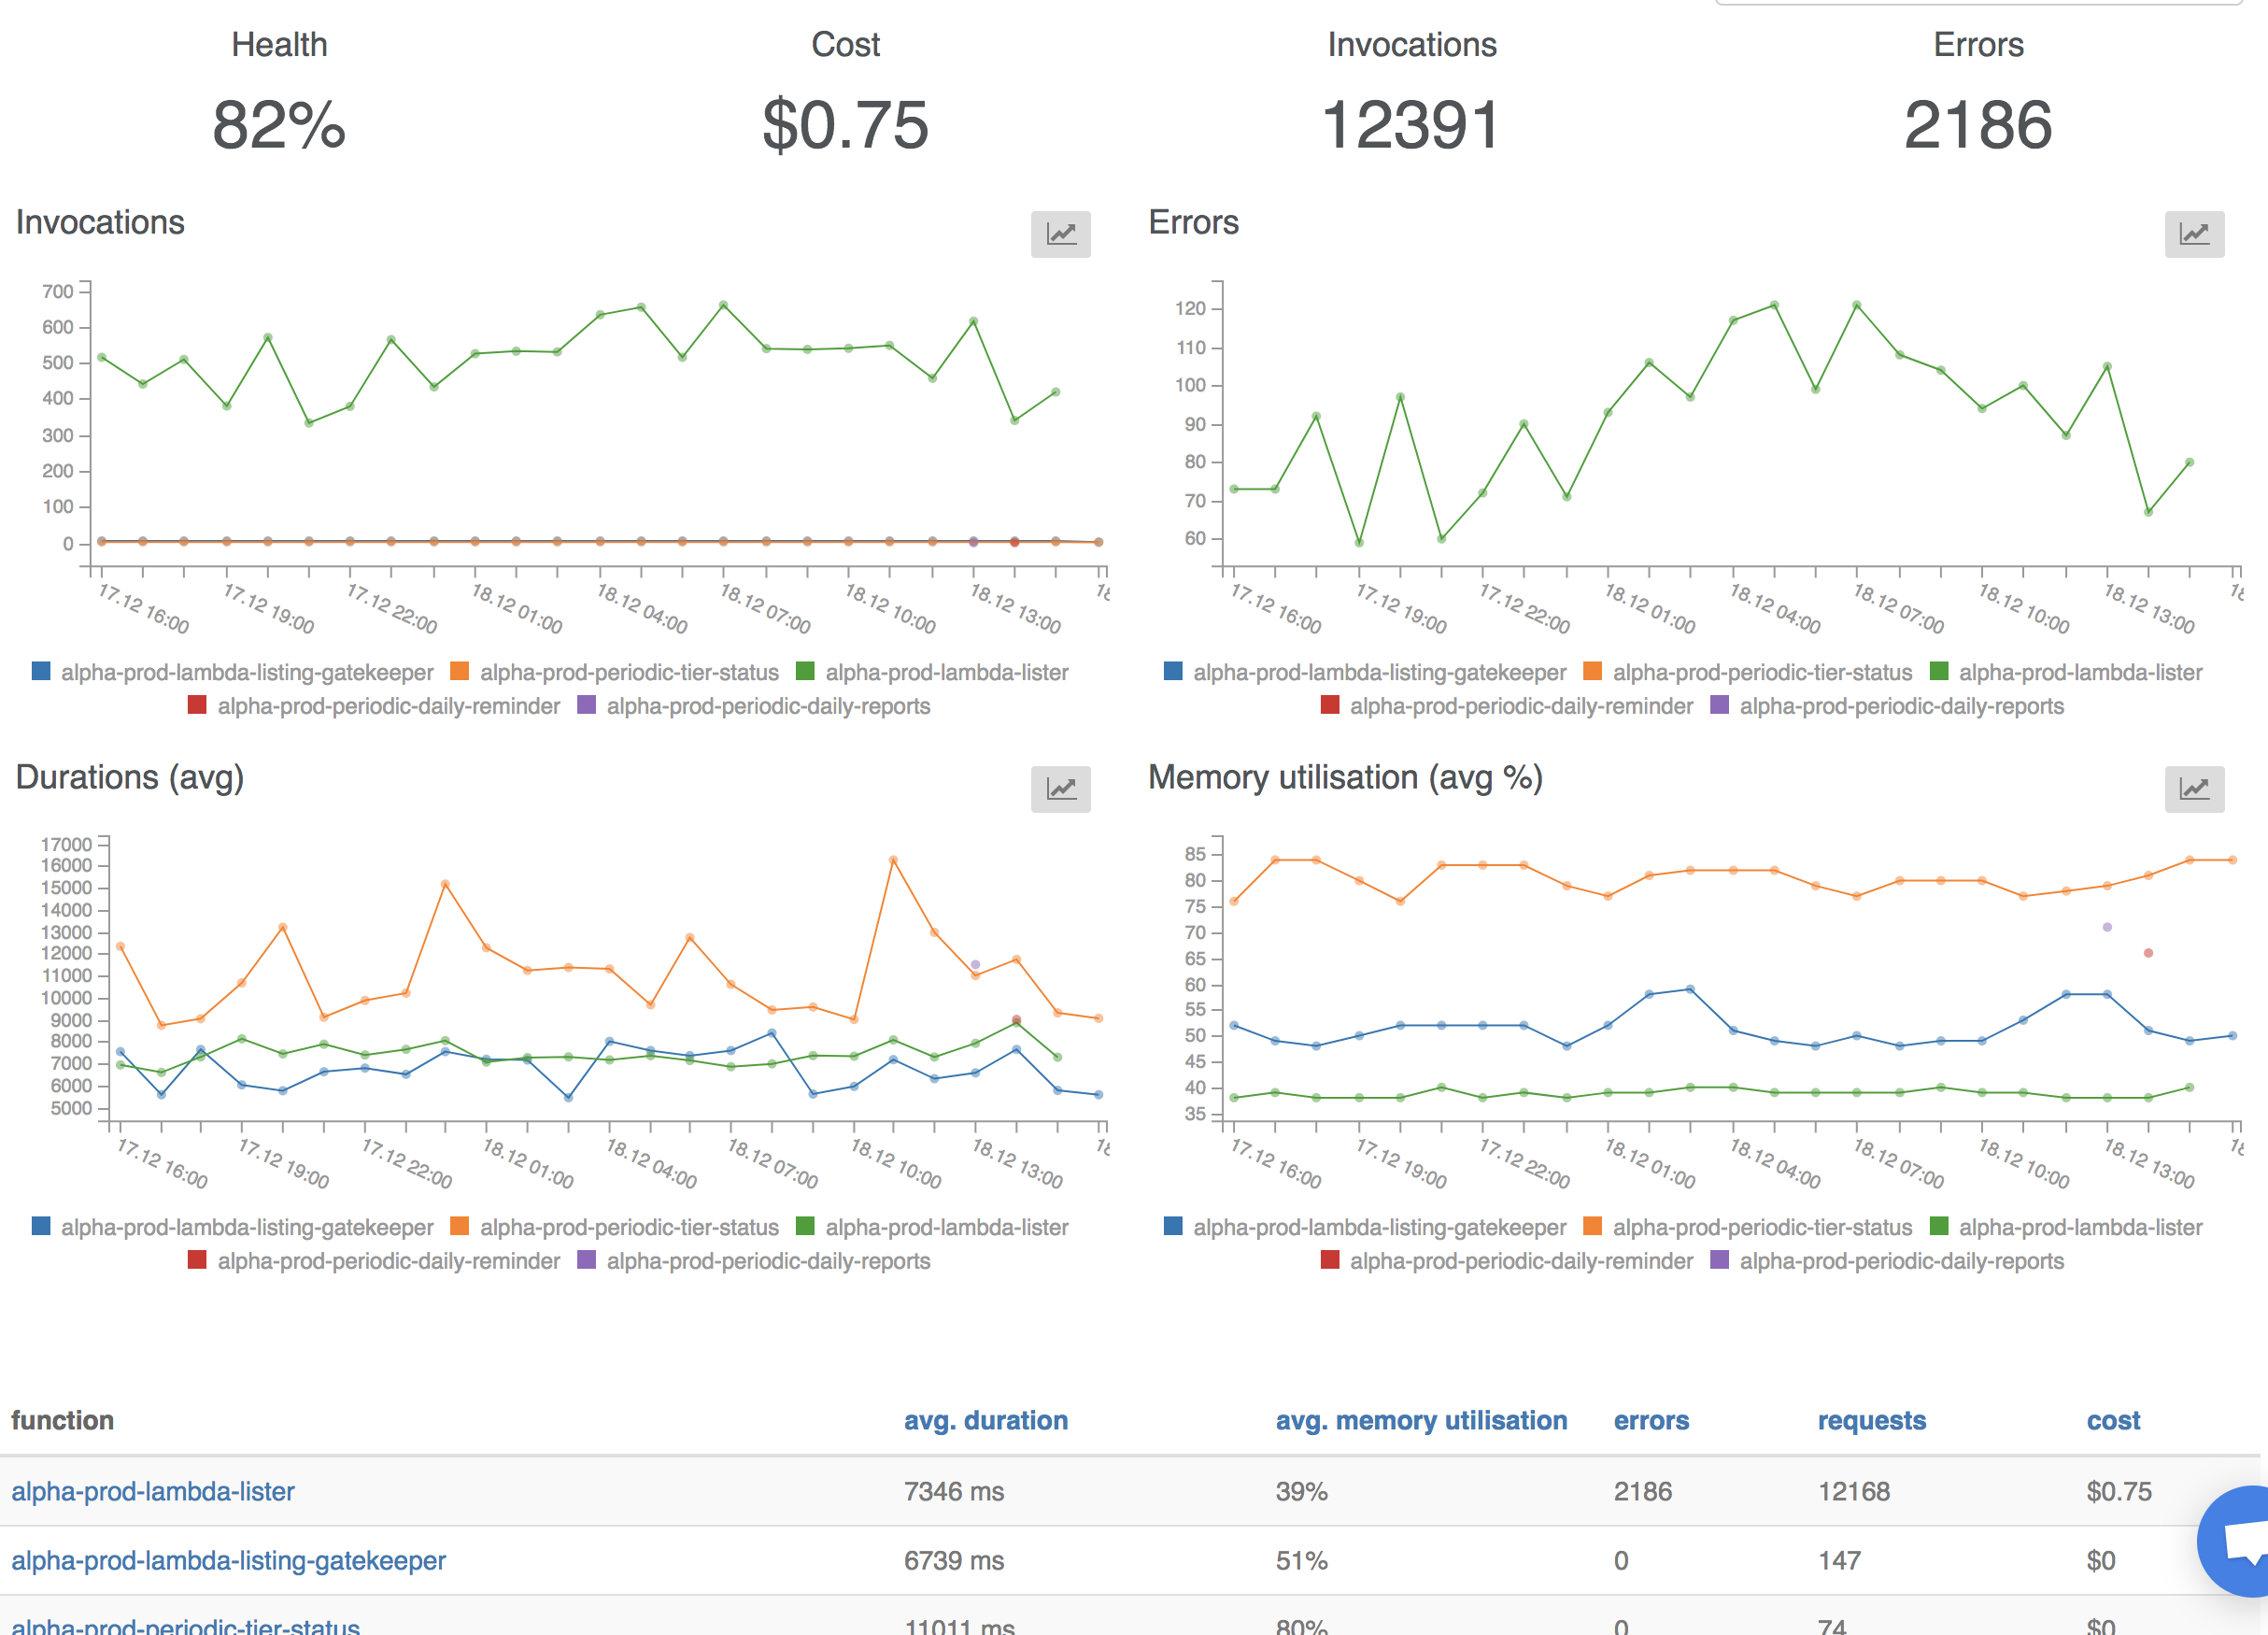 Health Cost Invocations Errors
82% $0.75 12391 2186
Invocations
700
600
500
400
300
200
100
0
17.12 16:00 17.12 19:00 17.12 22:00 18.12 01:00 18.12 04:00 18.12 07:00 18.12 10:00 18.12 13:00 18
alpha-prod-lambda-listing-gatekeeper alpha-prod-periodic-tier-status alpha-prod-lambda-lister
alpha-prod-periodic-daily-reminder alpha-prod-periodic-daily-reports
Errors
120
110
100
90
80
70
60
17.12 16:00 17.12 19:00 17.12 22:00 18.12 01:00 18.12 04:00 18.12 07:00 18.12 10:00 18.12 13:00 18
alpha-prod-lambda-listing-gatekeeper alpha-prod-periodic-tier-status alpha-prod-lambda-lister
alpha-prod-periodic-daily-reminder alpha-prod-periodic-daily-reports
Durations (avg)
17000
16000
15000
14000
13000
12000
11000
10000
9000
8000
7000
6000
5000
17.12 16:00 17.12 19:00 17.12 22:00 18.12 01:00 18.12 04:00 18.12 07:00 18.12 10:00 18.12 13:00 18
alpha-prod-lambda-listing-gatekeeper alpha-prod-periodic-tier-status alpha-prod-lambda-lister
alpha-prod-periodic-daily-reminder alpha-prod-periodic-daily-reports
Memory utilisation (avg %)
85
80
75
70
65
60
55
50
45
40
35
17.12 16:00 17.12 19:00 17.12 22:00 18.12 01:00 18.12 04:00 18.12 07:00 18.12 10:00 18.12 13:00 18
alpha-prod-lambda-listing-gatekeeper alpha-prod-periodic-tier-status alpha-prod-lambda-lister
alpha-prod-periodic-daily-reminder alpha-prod-periodic-daily-reports
function avg. duration avg. memory utilisation errors requests cost
alpha-prod-lambda-lister 7346 ms 39% 2186 12168 $0.75
alpha-prod-lambda-listing-gatekeeper 6739 ms 51% 0 147 $0
alpha-prod-periodic-tier-status 11011 ms 80% 0 74 $0